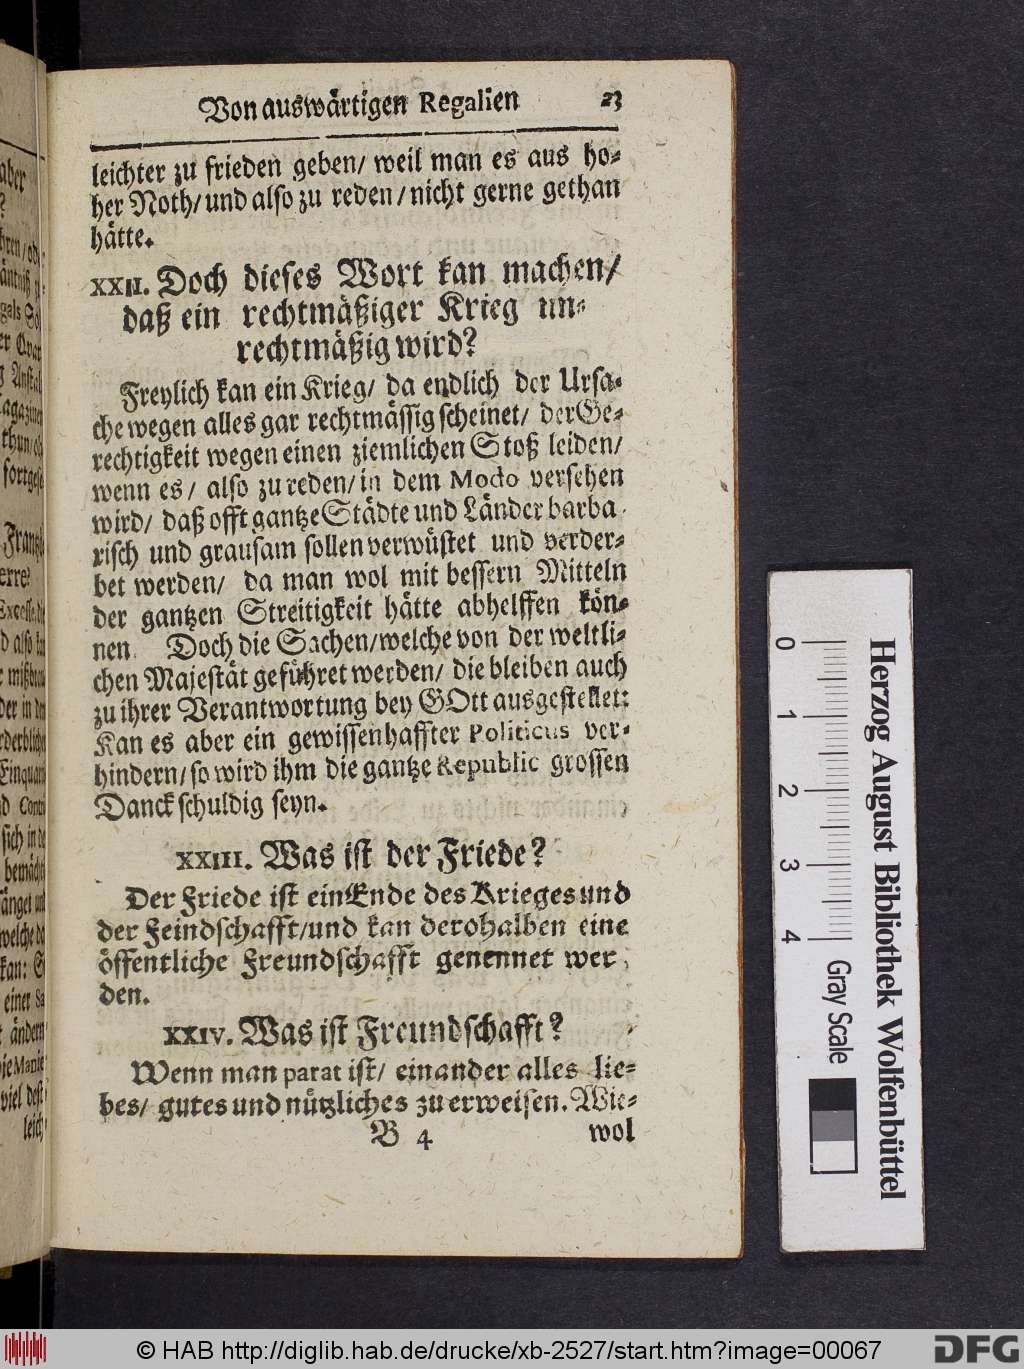 Von auswärtigen Regalien 23
leichter zu frieden geben/ weil man es aus ho-
her Noth/ und also zu reden/ nicht gerne gethan
hätte.
XXII. Doch dieses Wort kan machen/
daß ein rechtmäßiger Krieg un-
rechtmäßig wird?
Freylich kan ein Krieg/ da endlich der Ursa-
che wegen alles gar rechtmässig scheinet/ der Ge-
rechtigkeit wegen einen ziemlichen Stoß leiden/
wenn es/ also zu reden/ in dem Modo versehen
wird/ daß offt gantze Städte und Länder barba-
risch und grausam sollen verwüstet und verder-
bet werden/ da man wol mit bessern Mitteln
der gantzen Streitigkeit hätte abhelffen kön-
nen. Doch die Sachen/ welche von der weltli-
chen Majestät geführet werden/ die bleiben auch
zu ihrer Verantwortung bey GOtt ausgestellet:
Kan es aber ein gewissenhaffter Politicus ver-
hindern/ so wird ihm die gantze Republic grossen
Danck schuldig seyn.
XXIII. Was ist der Friede?
Der Friede ist ein Ende des Krieges und
der Feindschafft/ und kan derohalben eine
öffentliche Freundschafft genennet wer-
den.
XXIV. Was ist Freundschafft?
Wenn man parat ist/ einander alles lie-
bes/ gutes und nützliches zu erweisen. Wie-
B 4 wol
0 1 2 3 4
Gray Scale
Herzog August Bibliothek Wolfenbüttel
© HAB http://diglib.hab.de/drucke/xb-2527/start.htm?image=00067
DFG